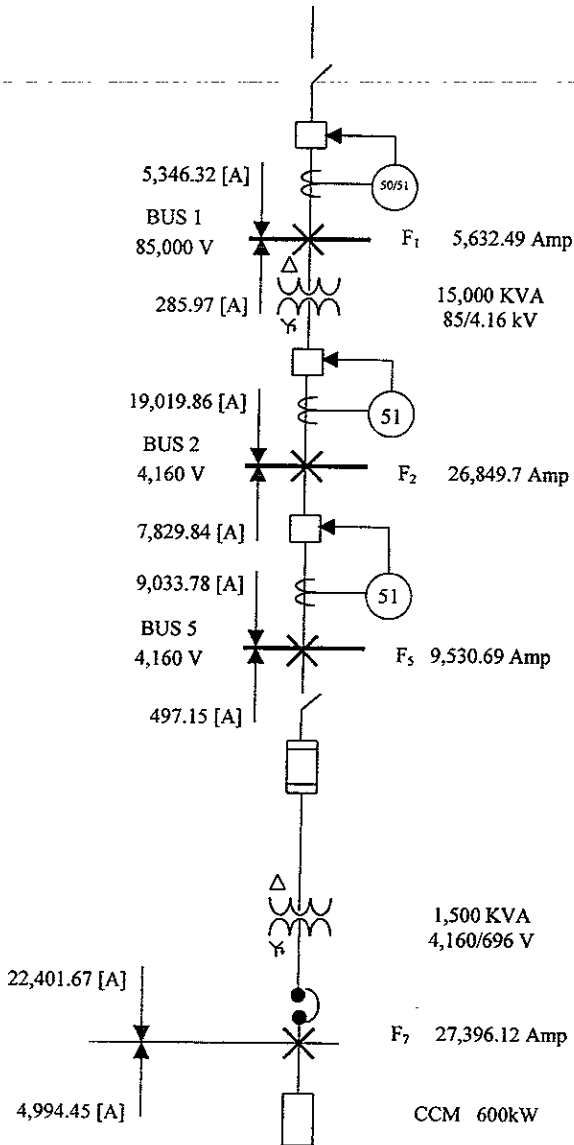 5,346.32 [A]
50/51
BUS 1
85,000 V
F1 5,632.49 Amp
Δ
285.97 [A]
15,000 KVA
85/4.16 kV
19,019.86 [A]
51
BUS 2
4,160 V
F2 26,849.7 Amp
7,829.84 [A]
9,033.78 [A]
51
BUS 5
4,160 V
F5 9,530.69 Amp
497.15 [A]
Δ
1,500 KVA
4,160/696 V
22,401.67 [A]
F7 27,396.12 Amp
4,994.45 [A]
CCM 600kW